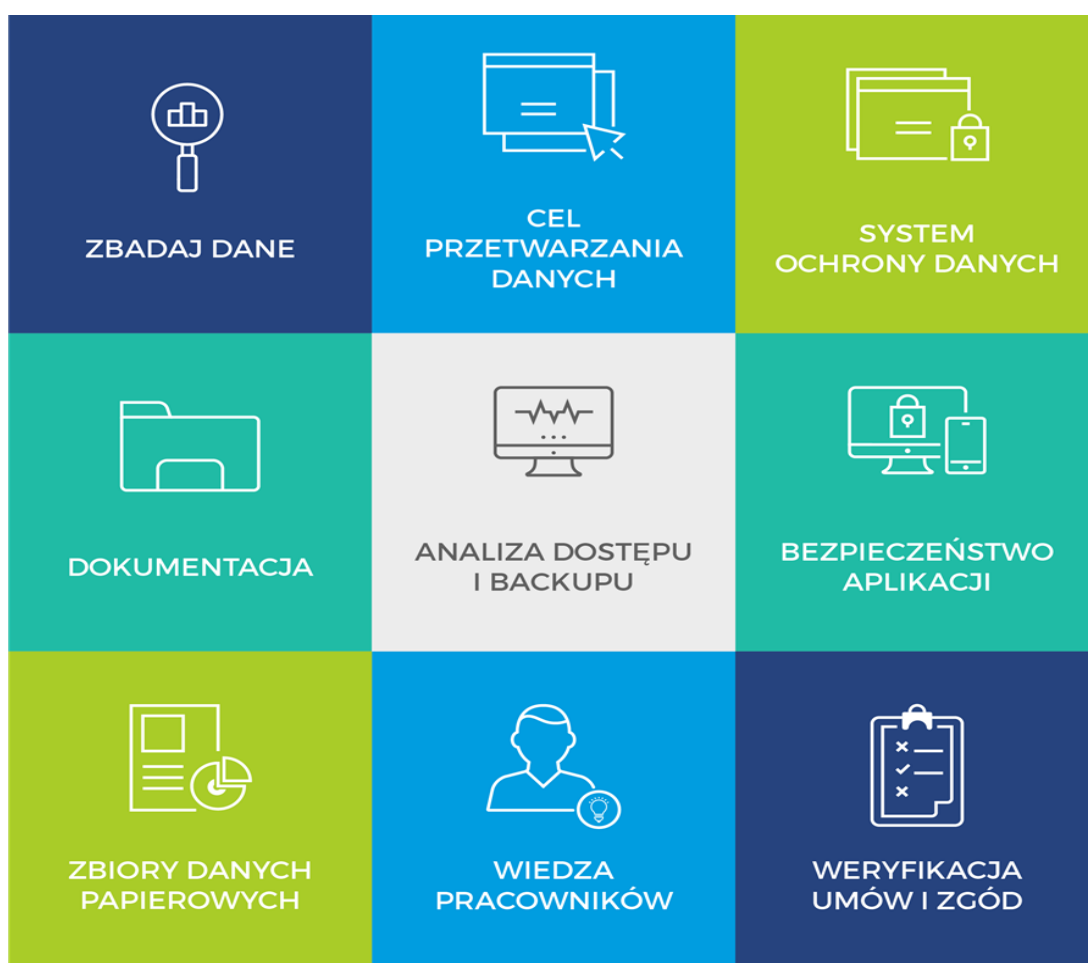 ZBADAJ DANE
CEL
PRZETWARZANIA
DANYCH
SYSTEM
OCHRONY DANYCH
DOKUMENTACJA
ANALIZA DOSTĘPU
I BACKUPU
BEZPIECZEŃSTWO
APLIKACJI
ZBIORY DANYCH
PAPIEROWYCH
WIEDZA
PRACOWNIKÓW
WERYFIKACJA
UMÓW I ZGÓD